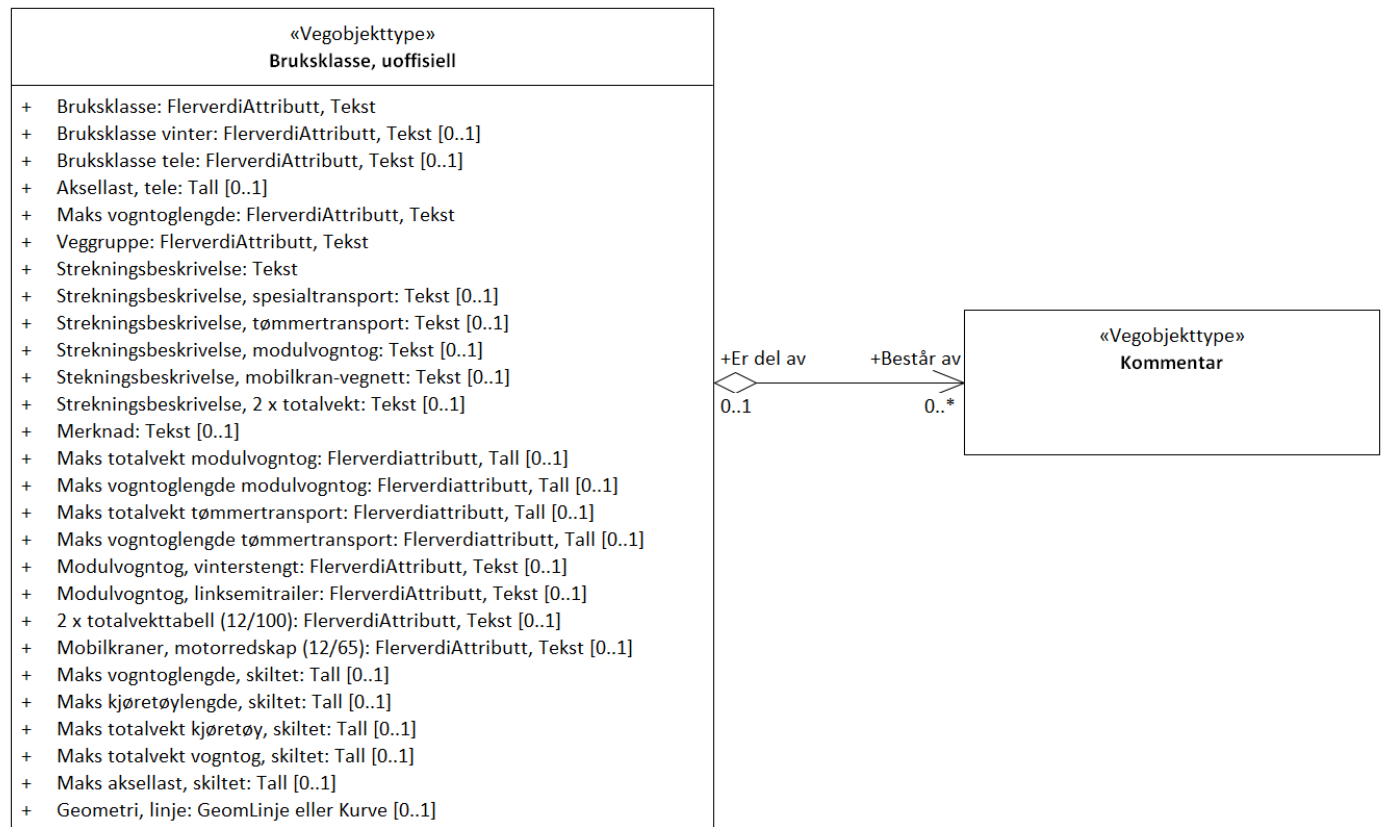 «Vegobjekttype»
Bruksklasse, uoffisiell
+ Bruksklasse: FlerverdiAttributt, Tekst
+ Bruksklasse vinter: FlerverdiAttributt, Tekst [0..1]
+ Bruksklasse tele: FlerverdiAttributt, Tekst [0..1]
+ Aksellast, tele: Tall [0..1]
+ Maks vogntoglengde: FlerverdiAttributt, Tekst
+ Veggruppe: FlerverdiAttributt, Tekst
+ Strekningsbeskrivelse: Tekst
+ Strekningsbeskrivelse, spesialtransport: Tekst [0..1]
+ Strekningsbeskrivelse, tømmertransport: Tekst [0..1]
+ Strekningsbeskrivelse, modulvogntog: Tekst [0..1]
+ Stekningsbeskrivelse, mobilkran-vegnett: Tekst [0..1]
+ Strekningsbeskrivelse, 2 x totalvekt: Tekst [0..1]
+ Merknad: Tekst [0..1]
+ Maks totalvekt modulvogntog: Flerverdiattributt, Tall [0..1]
+ Maks vogntoglengde modulvogntog: Flerverdiattributt, Tall [0..1]
+ Maks totalvekt tømmertransport: Flerverdiattributt, Tall [0..1]
+ Maks vogntoglengde tømmertransport: Flerverdiattributt, Tall [0..1]
+ Modulvogntog, vinterstengt: FlerverdiAttributt, Tekst [0..1]
+ Modulvogntog, linksemitrailer: FlerverdiAttributt, Tekst [0..1]
+ 2 x totalvekttabell (12/100): FlerverdiAttributt, Tekst [0..1]
+ Mobilkraner, motorredskap (12/65): FlerverdiAttributt, Tekst [0..1]
+ Maks vogntoglengde, skiltet: Tall [0..1]
+ Maks kjøretøylengde, skiltet: Tall [0..1]
+ Maks totalvekt kjøretøy, skiltet: Tall [0..1]
+ Maks totalvekt vogntog, skiltet: Tall [0..1]
+ Maks aksellast, skiltet: Tall [0..1]
+ Geometri, linje: GeomLinje eller Kurve [0..1]
+Er del av +Består av
0..1 0..*
«Vegobjekttype»
Kommentar